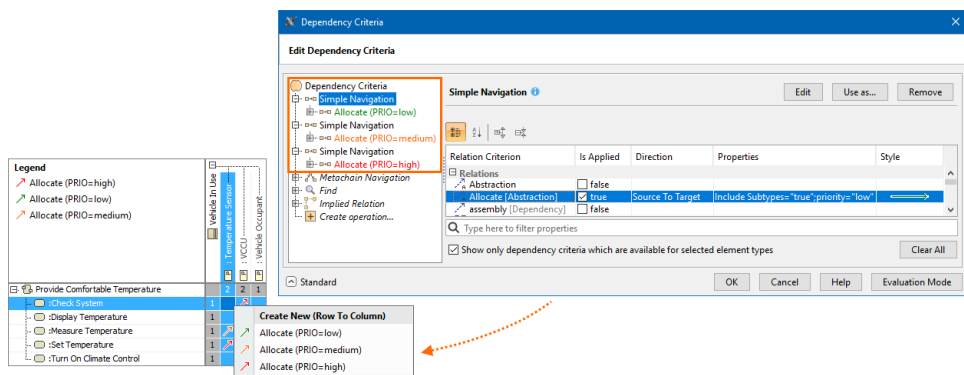 Dependency Criteria
Edit Dependency Criteria
Dependency Criteria
Simple Navigation
Allocate (PRIO=low)
Simple Navigation
Allocate (PRIO=medium)
Simple Navigation
Allocate (PRIO=high)
Metachain Navigation
Find
Implied Relation
Create operation...
Simple Navigation
Edit
Use as...
Remove
Relation Criterion Is Applied Direction Properties Style
Relations
Abstraction false
Allocate [Abstraction] true Source To Target Include Subtypes="true";priority="low"
assembly [Dependency] false
Type here to filter properties
Show only dependency criteria which are available for selected element types
Clear All
Standard
OK
Cancel
Help
Evaluation Mode
Legend
Allocate (PRIO=high)
Allocate (PRIO=low)
Allocate (PRIO=medium)
Vehicle In Use
: Temperature Sensor
: VCCU
: Vehicle Occupant
Provide Comfortable Temperature 2 2 1
:Check System 1
:Display Temperature 1
:Measure Temperature 1
:Set Temperature 1
:Turn On Climate Control 1
Create New (Row To Column)
Allocate (PRIO=low)
Allocate (PRIO=medium)
Allocate (PRIO=high)